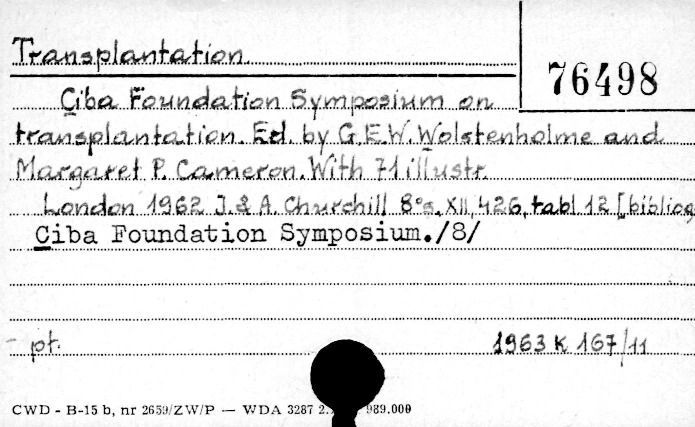 Transplantation
76498
Ciba Foundation Symposium on
transplantation. Ed. by G.E.W. Wolstenholme and
Margaret P. Cameron. With 71 illustr.
London 1962 J. & A. Churchill 8° s. XII, 426, tabl 12 [bibliog
Ciba Foundation Symposium./8/
pt. 1963 K 167/11
CWD - B-15 b, nr 2659/ZW/P — WDA 3287 2. 989.000